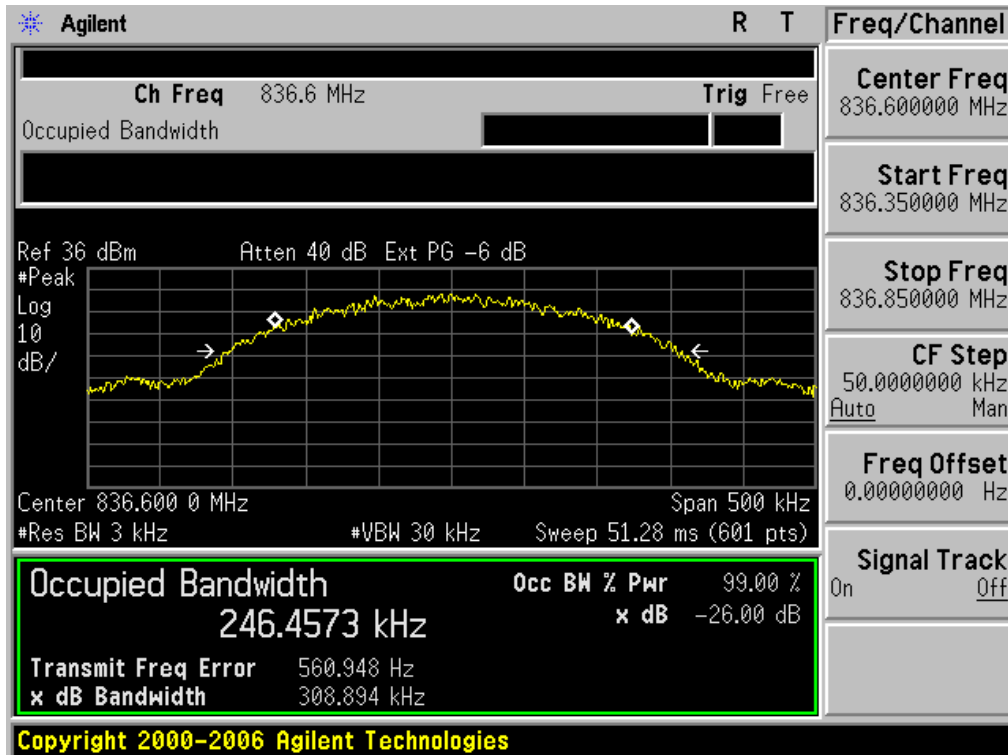 Agilent R T
Ch Freq 836.6 MHz Trig Free
Occupied Bandwidth
Ref 36 dBm Atten 40 dB Ext PG -6 dB
#Peak
Log
10
dB/
Center 836.600 0 MHz Span 500 kHz
#Res BW 3 kHz #VBW 30 kHz Sweep 51.28 ms (601 pts)
Occupied Bandwidth Occ BW % Pwr 99.00 %
246.4573 kHz x dB -26.00 dB
Transmit Freq Error 560.948 Hz
x dB Bandwidth 308.894 kHz
Copyright 2000-2006 Agilent Technologies
Freq/Channel
Center Freq
836.600000 MHz
Start Freq
836.350000 MHz
Stop Freq
836.850000 MHz
CF Step
50.0000000 kHz
Auto Man
Freq Offset
0.00000000 Hz
Signal Track
On Off